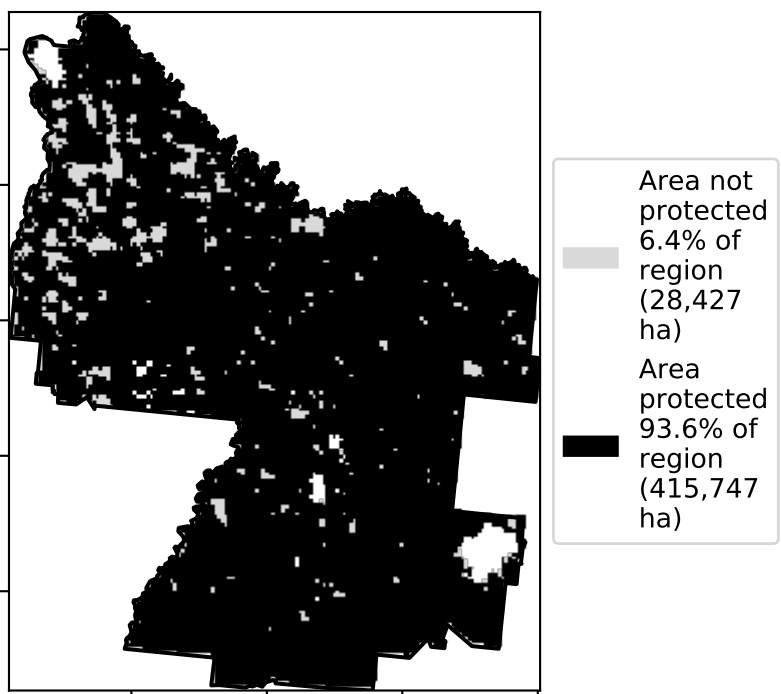 Area not
protected
6.4% of
region
(28,427
ha)
Area
protected
93.6% of
region
(415,747
ha)